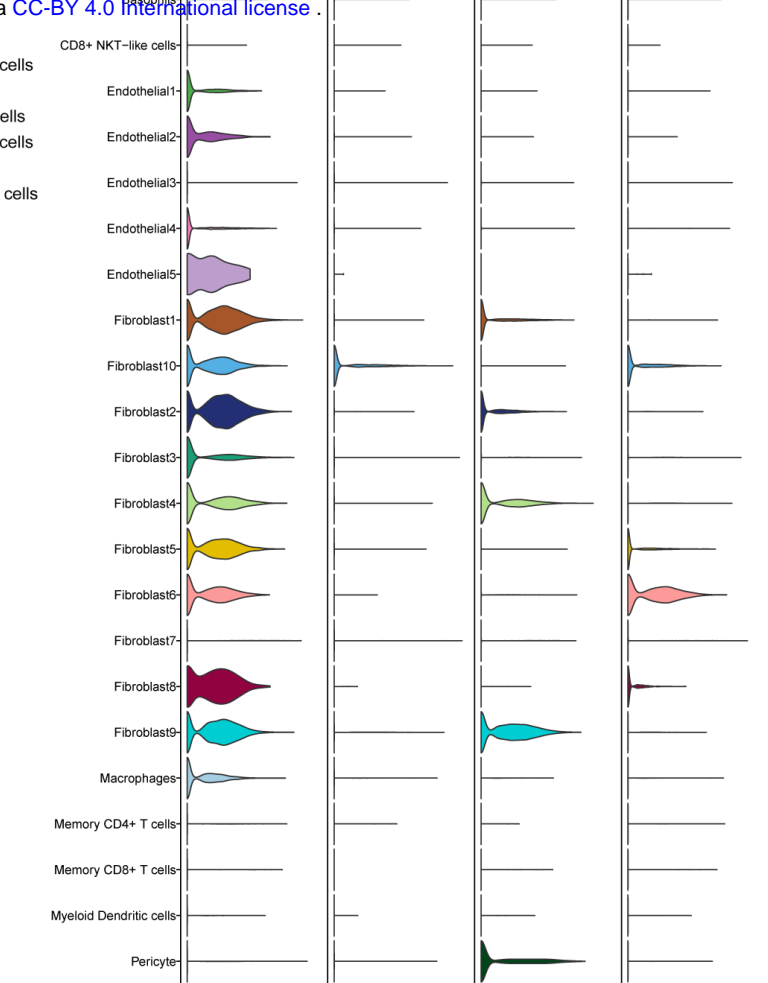 Basophils
a CC-BY 4.0 International license .
CD8+ NKT-like cells
cells
Endothelial1
ells
Endothelial2
cells
Endothelial3
cells
Endothelial4
Endothelial5
Fibroblast1
Fibroblast10
Fibroblast2
Fibroblast3
Fibroblast4
Fibroblast5
Fibroblast6
Fibroblast7
Fibroblast8
Fibroblast9
Macrophages
Memory CD4+ T cells
Memory CD8+ T cells
Myeloid Dendritic cells
Pericyte